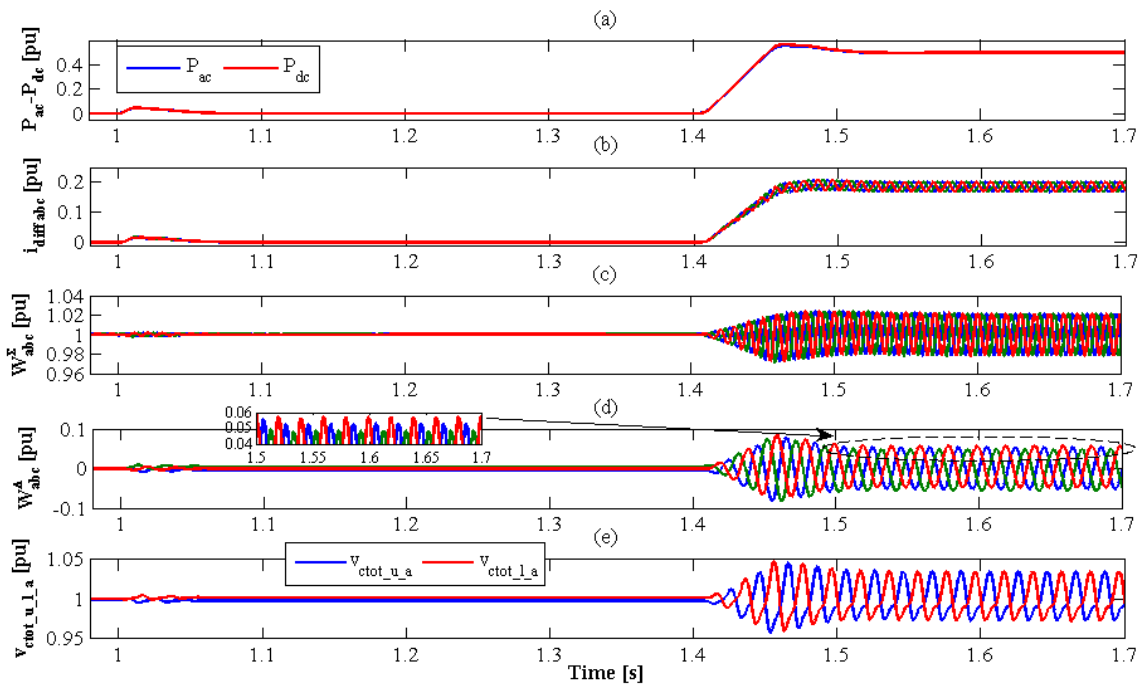 (a)
P_ac-P_dc [pu]
0.4
0.2
0
P_ac P_dc
1 1.1 1.2 1.3 1.4 1.5 1.6 1.7
(b)
i_diff abc [pu]
0.2
0.1
0
1 1.1 1.2 1.3 1.4 1.5 1.6 1.7
(c)
W^Σ_abc [pu]
1.04
1.02
1
0.98
0.96
1 1.1 1.2 1.3 1.4 1.5 1.6 1.7
(d)
W^Δ_abc [pu]
0.1
0
-0.1
0.06
0.05
0.04
1.5 1.55 1.6 1.65 1.7
1 1.1 1.2 1.3 1.4 1.5 1.6 1.7
(e)
v_ctot_u_l_a [pu]
1.05
1
0.95
v_ctot_u_a v_ctot_l_a
1 1.1 1.2 1.3 1.4 1.5 1.6 1.7
Time [s]